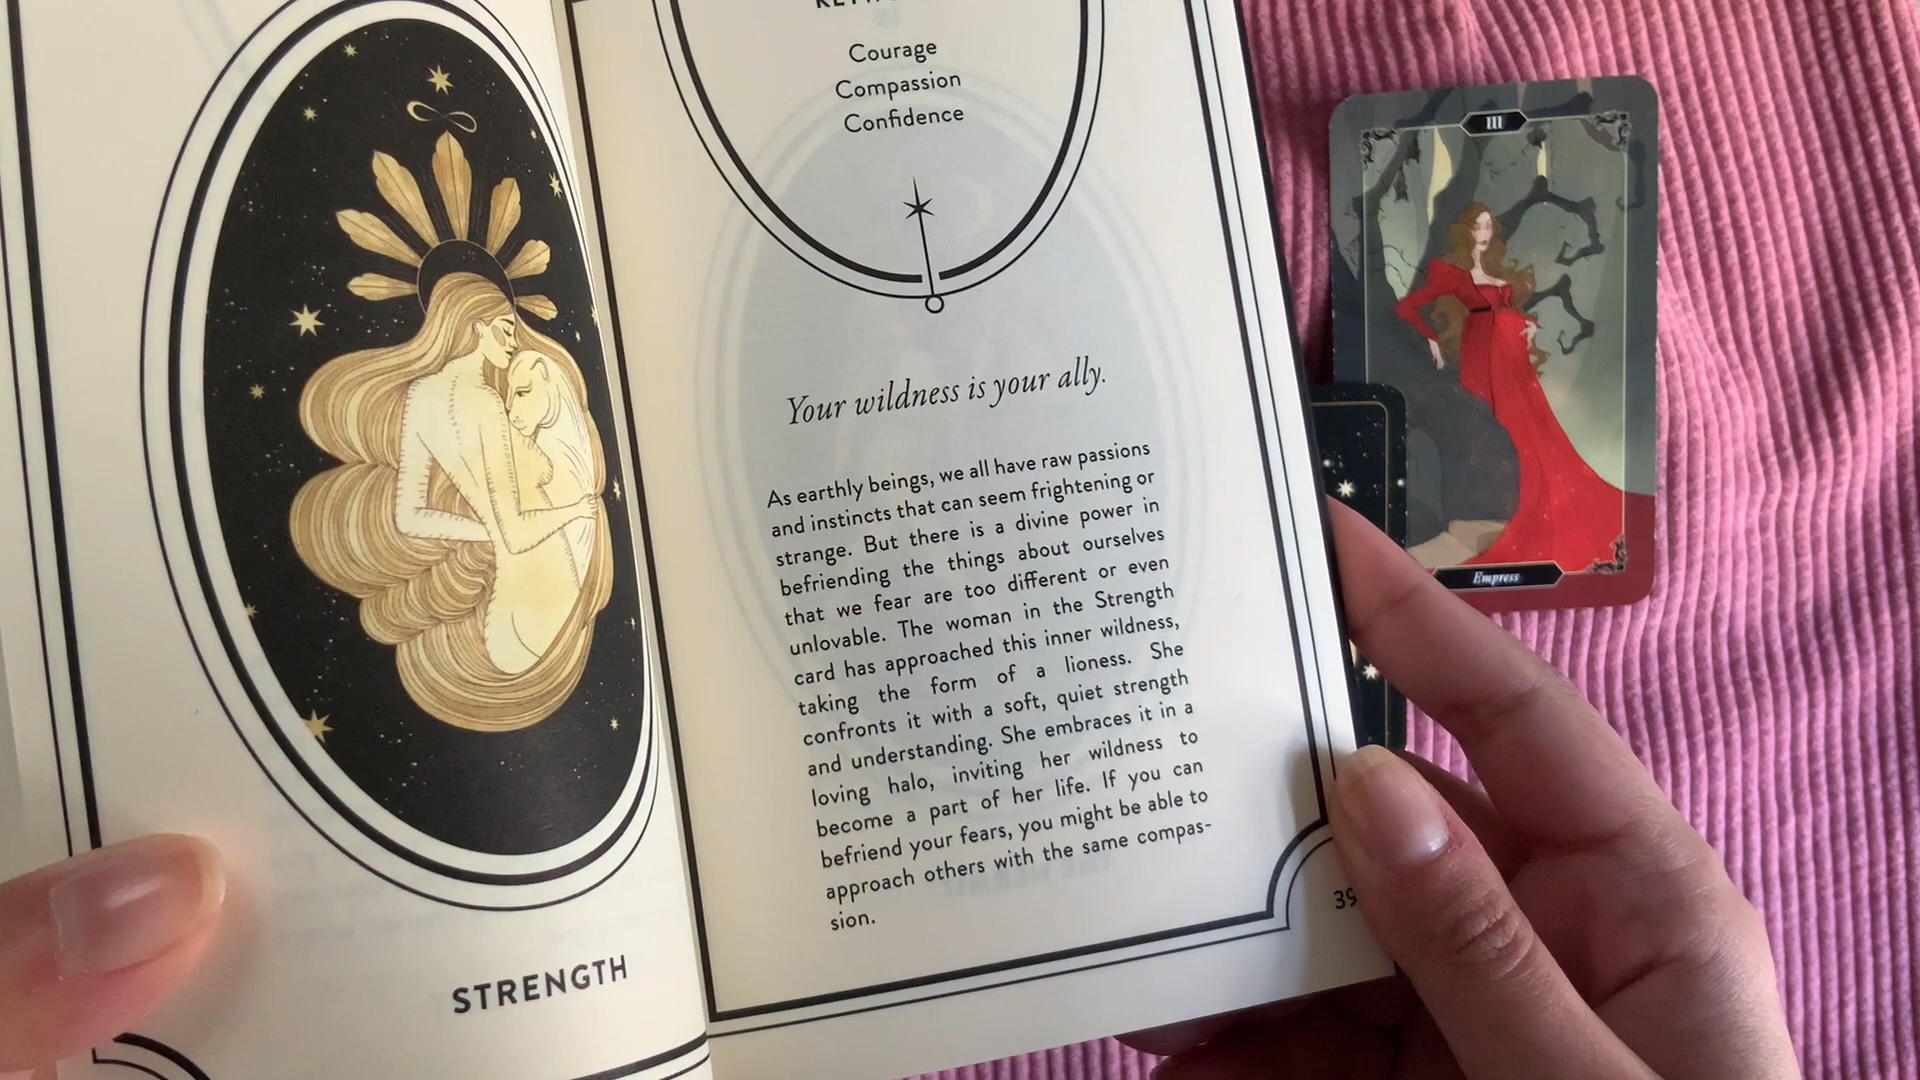 STRENGTH
Courage
Compassion
Confidence
Your wildness is your ally.
As earthly beings, we all have raw passions
and instincts that can seem frightening or
strange. But there is a divine power in
befriending the things about ourselves
that we fear are too different or even
unlovable. The woman in the Strength
card has approached this inner wildness,
taking the form of a lioness. She
confronts it with a soft, quiet strength
and understanding. She embraces it in a
loving halo, inviting her wildness to
become a part of her life. If you can
befriend your fears, you might be able to
approach others with the same compas-
sion.
39
III
Empress